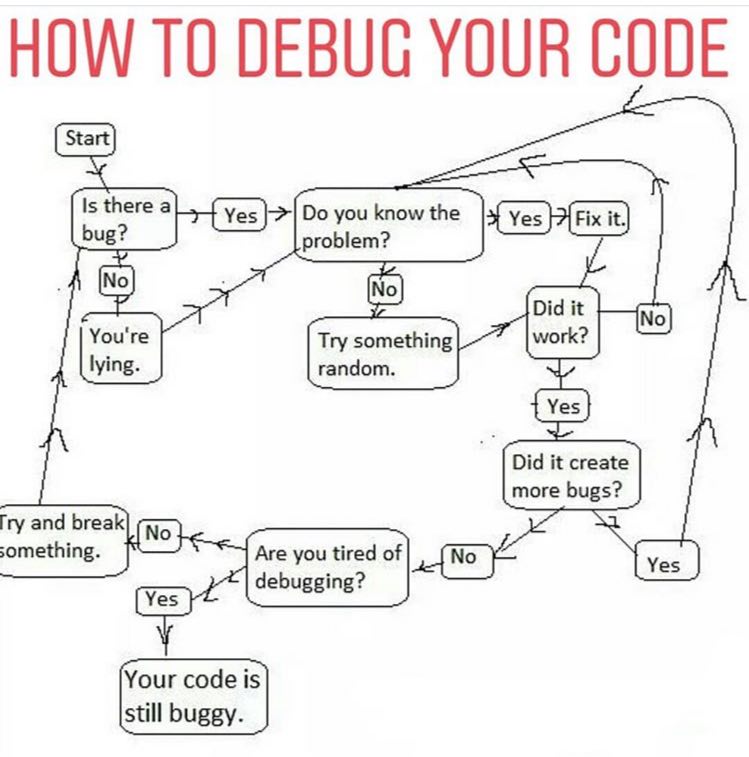 HOW TO DEBUG YOUR CODE
Start
Is there a
bug?
Yes
Do you know the
problem?
Yes
Fix it.
No
You're
lying.
No
Try something
random.
Did it
work?
No
Yes
Did it create
more bugs?
Yes
No
Are you tired of
debugging?
No
Try and break
something.
Yes
Your code is
still buggy.